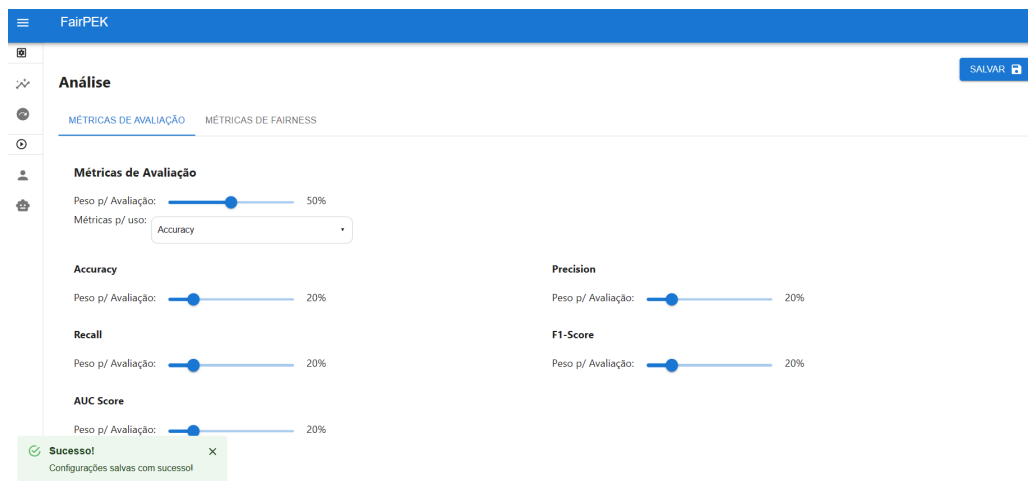 FairPEK
SALVAR
Análise
MÉTRICAS DE AVALIAÇÃO MÉTRICAS DE FAIRNESS
Métricas de Avaliação
Peso p/ Avaliação: 50%
Métricas p/ uso: Accuracy
Accuracy
Peso p/ Avaliação: 20%
Precision
Peso p/ Avaliação: 20%
Recall
Peso p/ Avaliação: 20%
F1-Score
Peso p/ Avaliação: 20%
AUC Score
Peso p/ Avaliação: 20%
Sucesso!
Configurações salvas com sucesso!